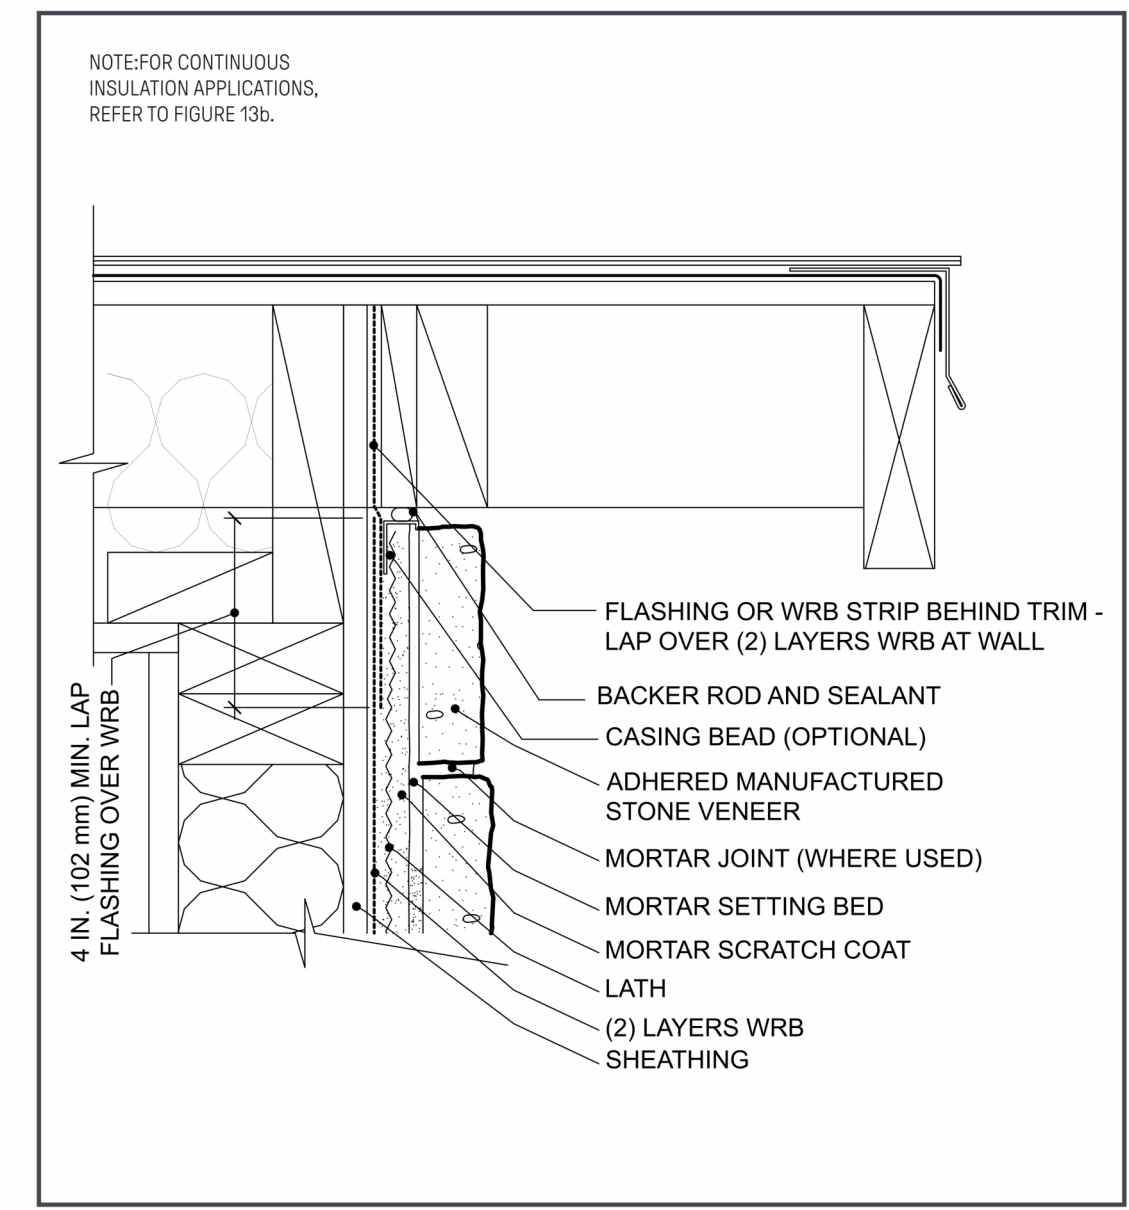 NOTE:FOR CONTINUOUS
INSULATION APPLICATIONS,
REFER TO FIGURE 13b.
FLASHING OR WRB STRIP BEHIND TRIM -
LAP OVER (2) LAYERS WRB AT WALL
BACKER ROD AND SEALANT
CASING BEAD (OPTIONAL)
ADHERED MANUFACTURED
STONE VENEER
MORTAR JOINT (WHERE USED)
MORTAR SETTING BED
MORTAR SCRATCH COAT
LATH
(2) LAYERS WRB
SHEATHING
4 IN. (102 mm) MIN. LAP
FLASHING OVER WRB